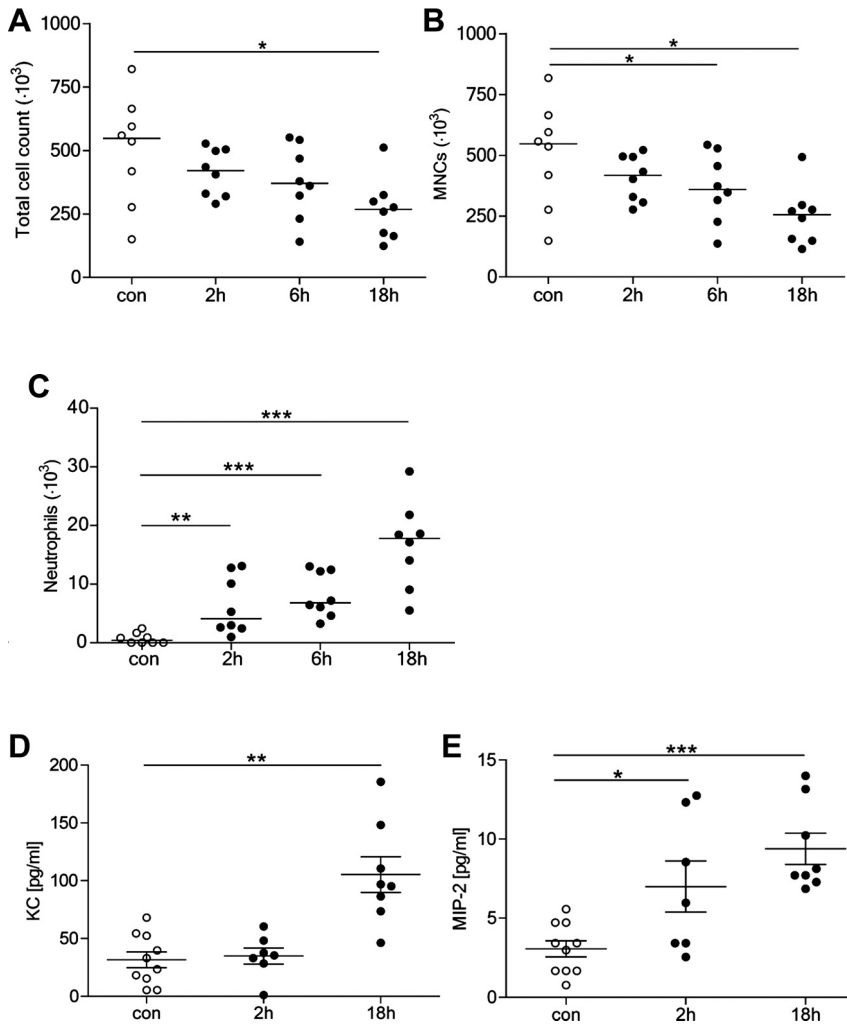 A
Total cell count (·10³)
1000
750
500
250
0
*
con 2h 6h 18h
B
MNCs (·10³)
1000
750
500
250
0
*
*
con 2h 6h 18h
C
Neutrophils (·10³)
40
30
20
10
0
***
***
**
con 2h 6h 18h
D
KC [pg/ml]
200
150
100
50
0
**
con 2h 18h
E
MIP-2 [pg/ml]
15
10
5
0
***
*
con 2h 18h